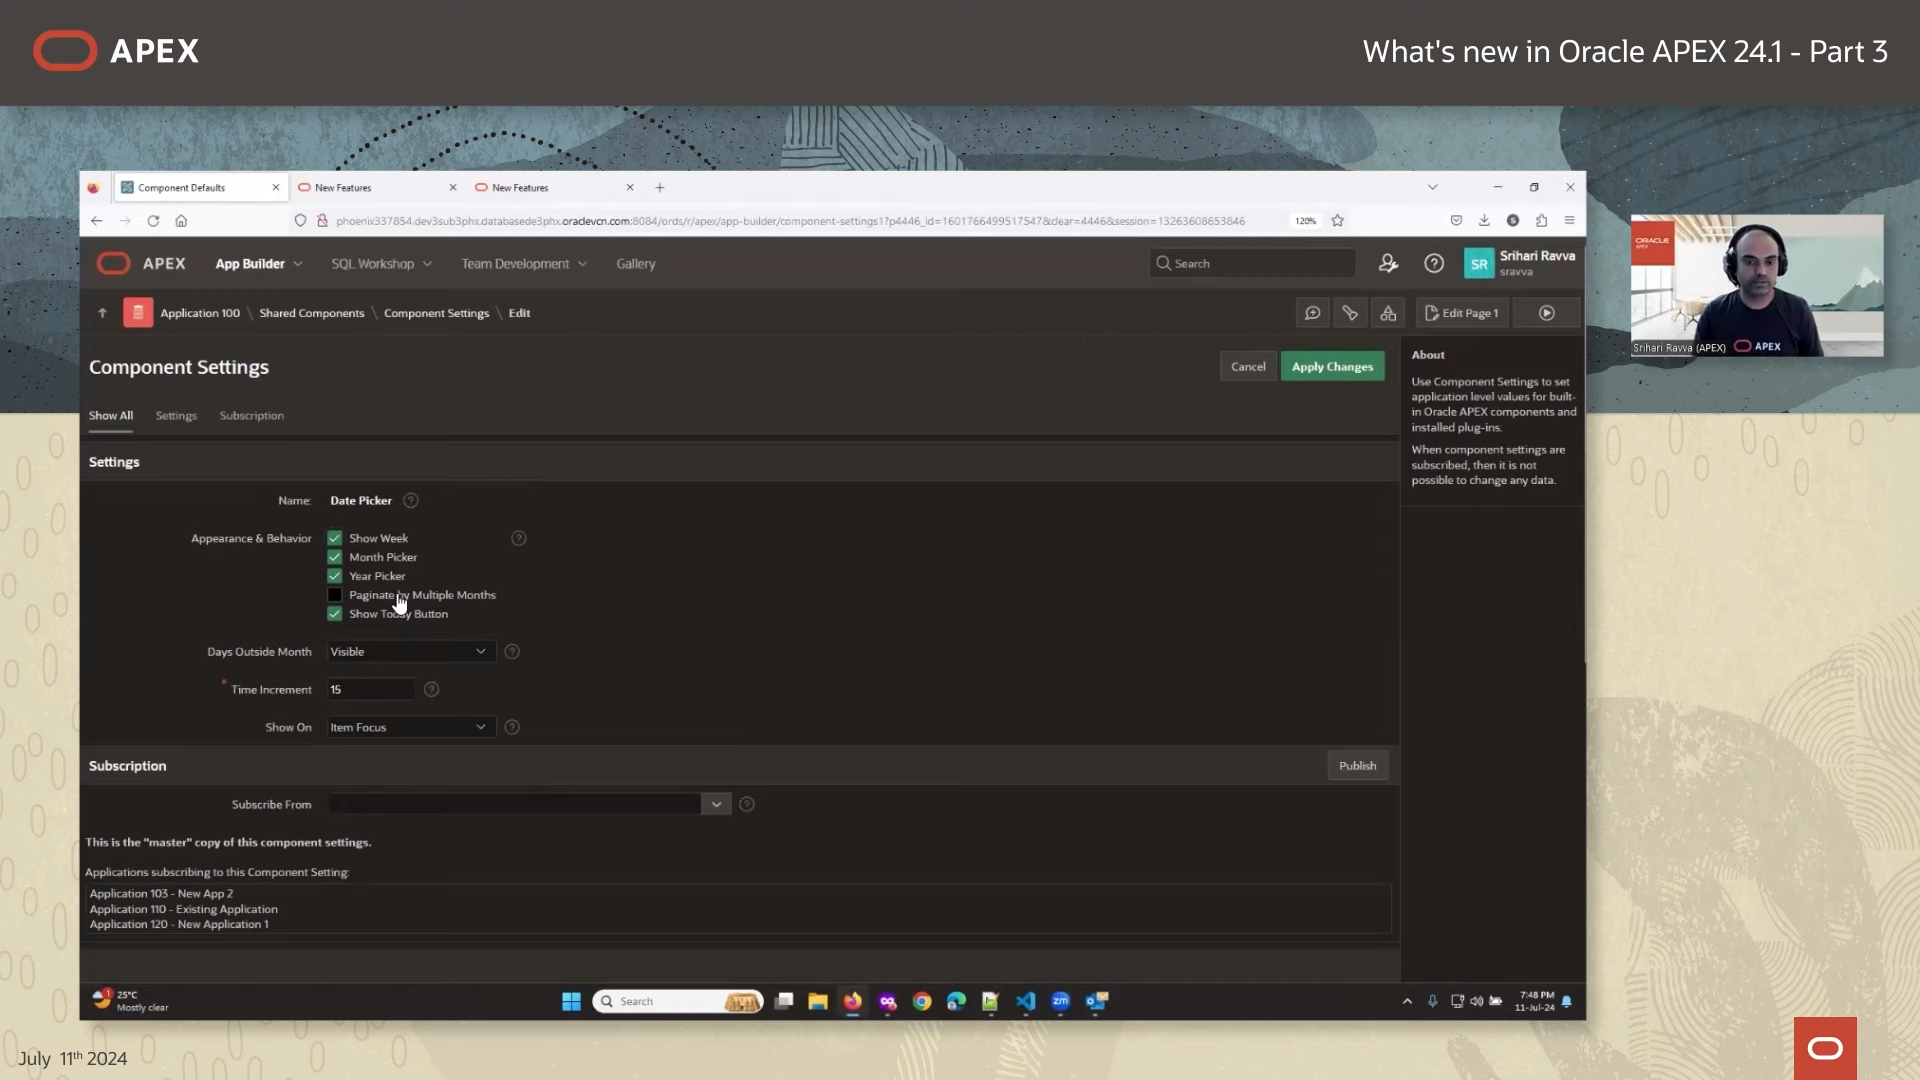 APEX
What's new in Oracle APEX 24.1 - Part 3
Component Defaults
New Features
New Features
phoenix337854.dev3sub3phx.databasede3phx.oraclevcn.com:8084/ords/r/apex/app-builder/component-settings1?p4446_id=1601766499517547&clear=4446&session=13263608653846
120%
APEX
App Builder
SQL Workshop
Team Development
Gallery
Search
SR
Srihari Ravva
sravva
Application 100 \ Shared Components \ Component Settings \ Edit
Edit Page 1
Component Settings
Cancel
Apply Changes
Show All
Settings
Subscription
About
Use Component Settings to set
application level values for built-
in Oracle APEX components and
installed plug-ins.
When component settings are
subscribed, then it is not
possible to change any data.
Settings
Name: Date Picker
Appearance & Behavior
Show Week
Month Picker
Year Picker
Paginate by Multiple Months
Show Today Button
Days Outside Month
Visible
* Time Increment
15
Show On
Item Focus
Subscription
Publish
Subscribe From
This is the "master" copy of this component settings.
Applications subscribing to this Component Setting:
Application 103 - New App 2
Application 110 - Existing Application
Application 120 - New Application 1
ORACLE
APEX
Srihari Ravva (APEX)
APEX
1
25°C
Mostly clear
Search
zm
7:48 PM
11-Jul-24
July 11th 2024